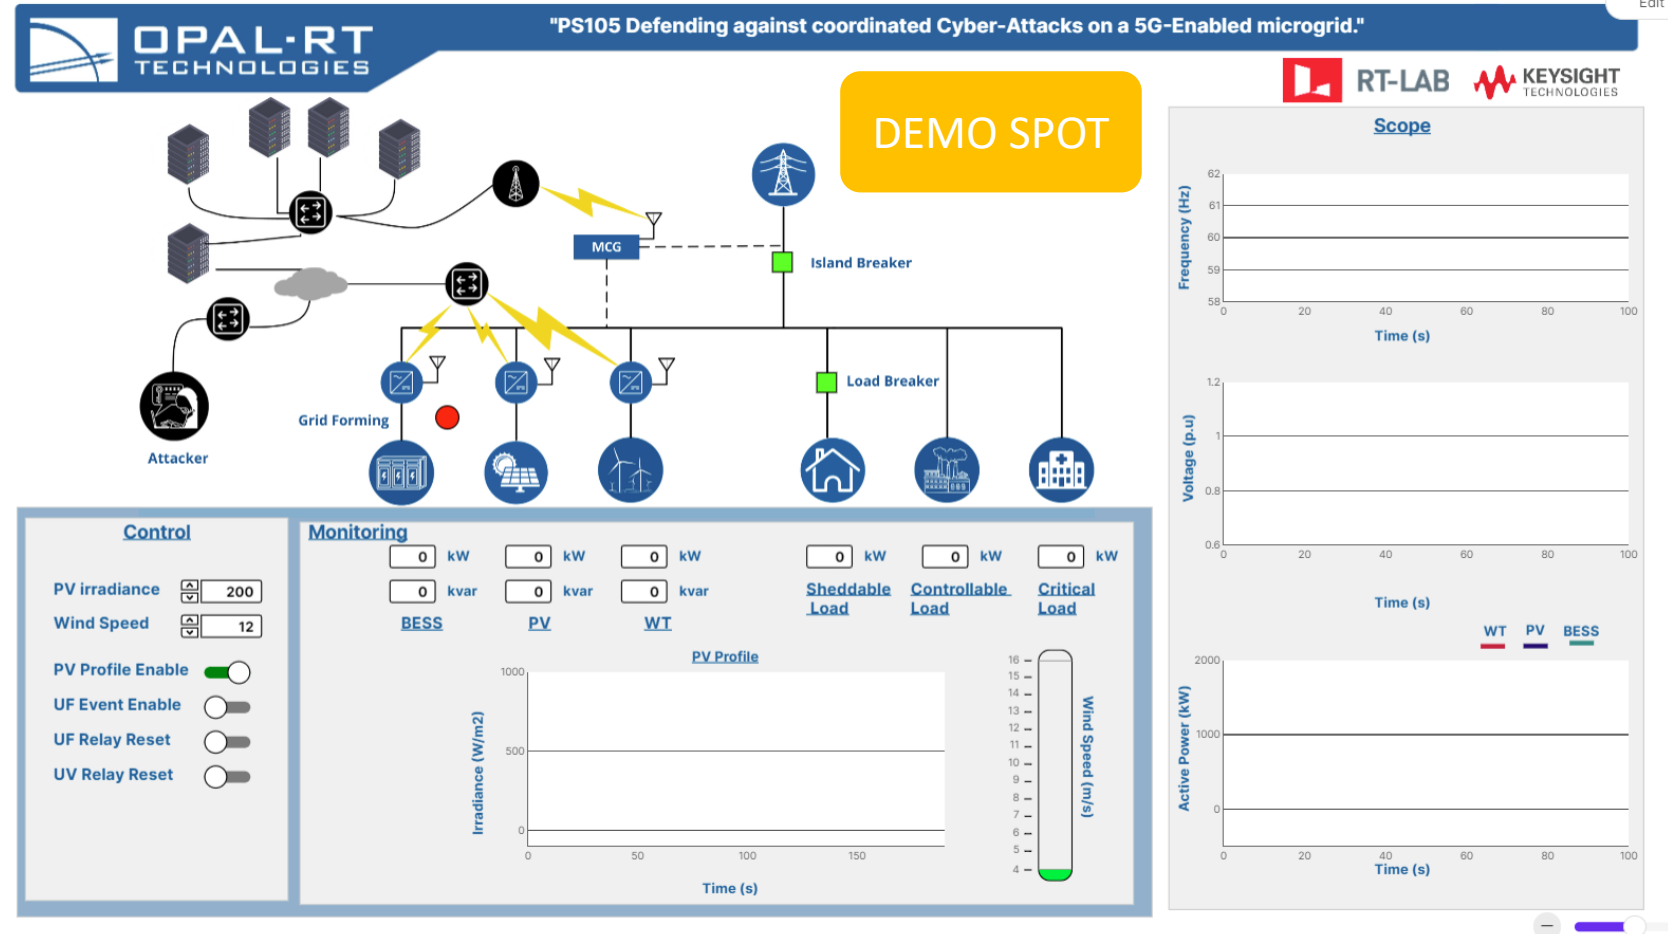 Edit
"PS105 Defending against coordinated Cyber-Attacks on a 5G-Enabled microgrid."
OPAL-RT
TECHNOLOGIES
DEMO SPOT
RT-LAB
KEYSIGHT
TECHNOLOGIES
MCG
Island Breaker
Load Breaker
Grid Forming
Attacker
Scope
Frequency (Hz)
62
61
60
59
58
0 20 40 60 80 100
Time (s)
Voltage (p.u)
1.2
1
0.8
0.6
0 20 40 60 80 100
Time (s)
WT PV BESS
Active Power (kW)
2000
1000
0
0 20 40 60 80 100
Time (s)
Control
PV irradiance 200
Wind Speed 12
PV Profile Enable
UF Event Enable
UF Relay Reset
UV Relay Reset
Monitoring
0 kW 0 kW 0 kW 0 kW 0 kW 0 kW
0 kvar 0 kvar 0 kvar
BESS PV WT
Sheddable
Load
Controllable
Load
Critical
Load
PV Profile
Irradiance (W/m2)
1000
500
0
0 50 100 150
Time (s)
16
15
14
13
12
11
10
9
8
7
6
5
4
Wind Speed (m/s)